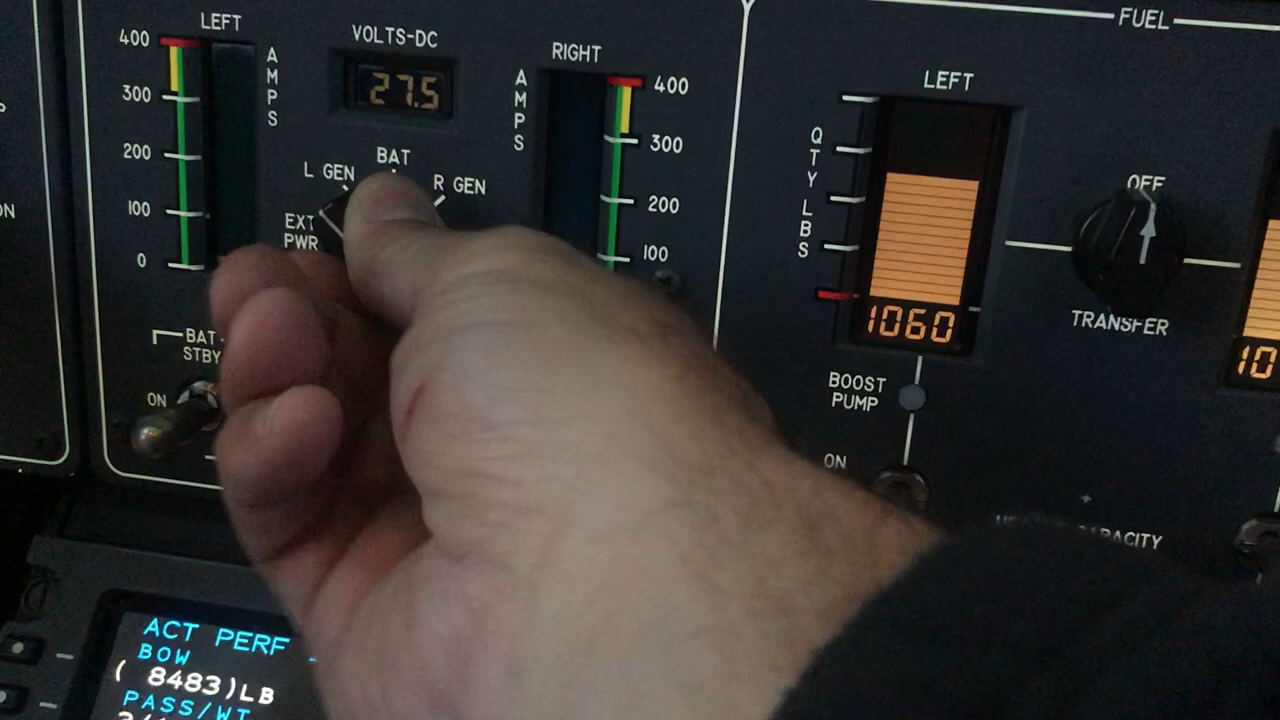 LEFT
400
300
200
100
0
AMPS
VOLTS-DC
27.5
RIGHT
AMPS
400
300
200
100
BAT
L GEN
R GEN
EXT
PWR
BAT
STBY
ON
FUEL
LEFT
QTY LBS
1060
OFF
TRANSFER
10
BOOST
PUMP
ON
ACT PERF
BOW
( 8483)LB
PASS/WT